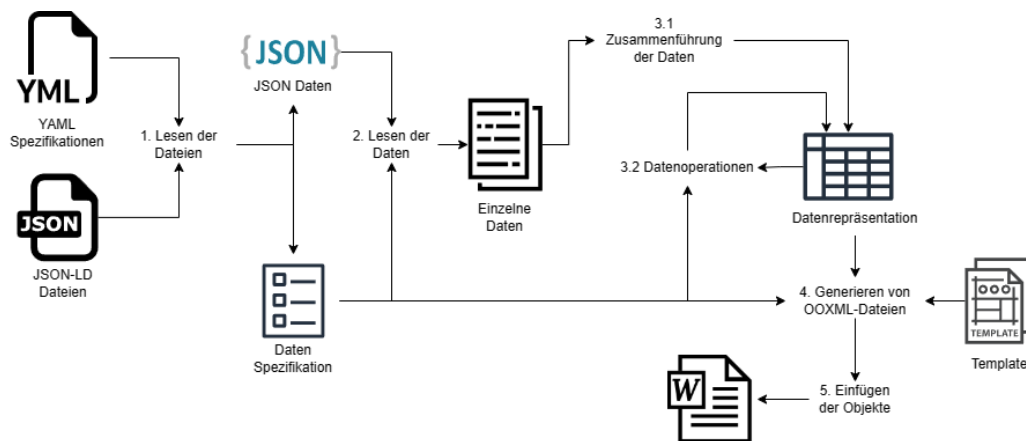 YML
YAML
Spezifikationen
JSON
JSON-LD
Dateien
1. Lesen der
Dateien
{JSON}
JSON Daten
Daten
Spezifikation
2. Lesen der
Daten
Einzelne
Daten
3.1
Zusammenführung
der Daten
3.2 Datenoperationen
Datenrepräsentation
4. Generieren von
OOXML-Dateien
TEMPLATE
Template
5. Einfügen
der Objekte
W